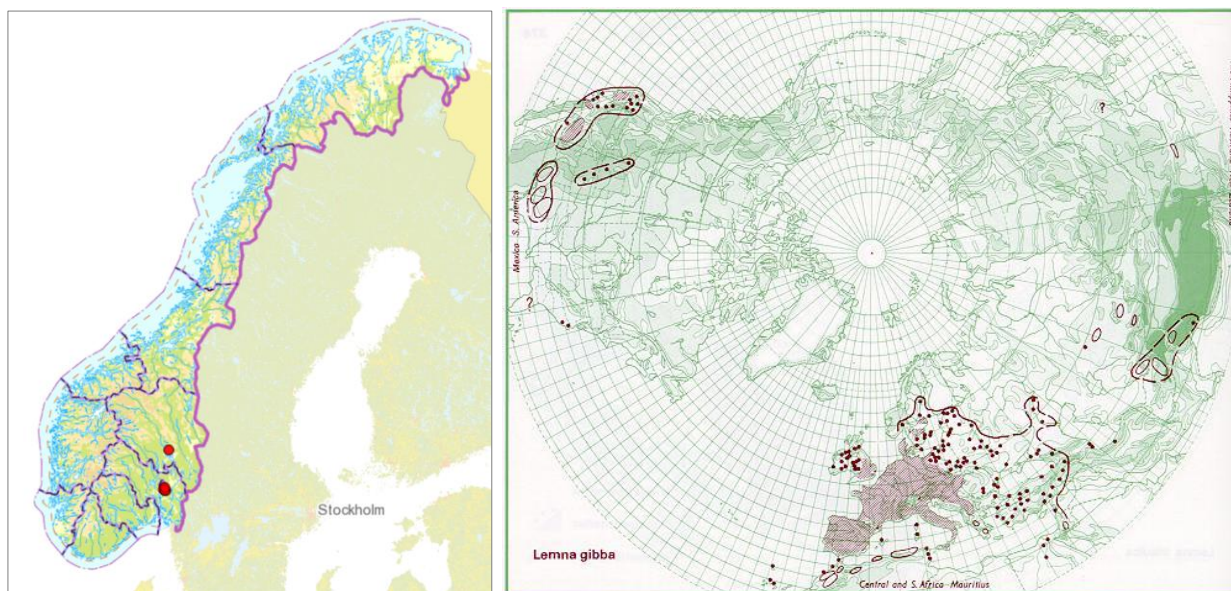 Stockholm
Mexico-S. America
?
?
Lemna gibba
Central and S. Africa-Mauritius